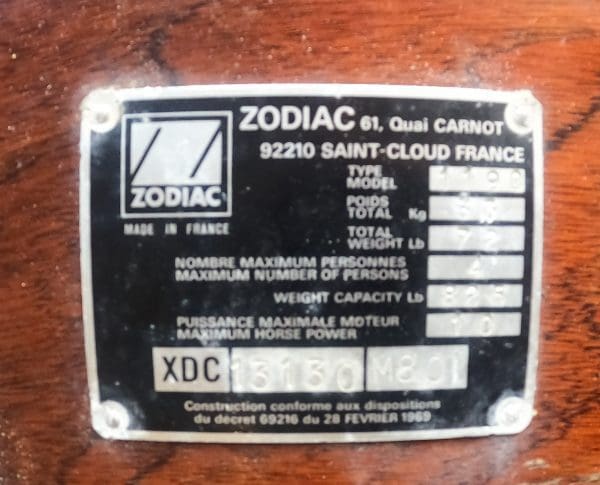 ZODIAC 61, Quai CARNOT
92210 SAINT-CLOUD FRANCE
ZODIAC
MADE IN FRANCE
TYPE
MODEL
POIDS
TOTAL Kg
TOTAL
WEIGHT Lb 72
NOMBRE MAXIMUM PERSONNES
MAXIMUM NUMBER OF PERSONS 4
WEIGHT CAPACITY Lb 825
PUISSANCE MAXIMALE MOTEUR
MAXIMUM HORSE POWER 10
XDC 13130 M80I
Construction conforme aux dispositions
du décret 69216 du 28 FEVRIER 1969